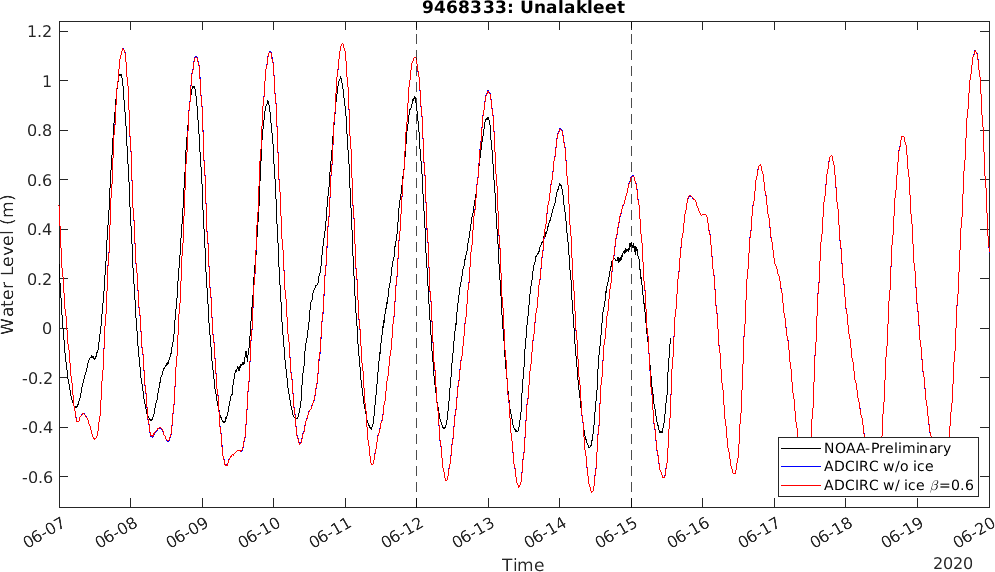 9468333: Unalakleet
1.2
1
0.8
0.6
0.4
0.2
0
-0.2
-0.4
-0.6
Water Level (m)
NOAA-Preliminary
ADCIRC w/o ice
ADCIRC w/ ice β=0.6
06-07 06-08 06-09 06-10 06-11 06-12 06-13 06-14 06-15 06-16 06-17 06-18 06-19 06-20
Time
2020